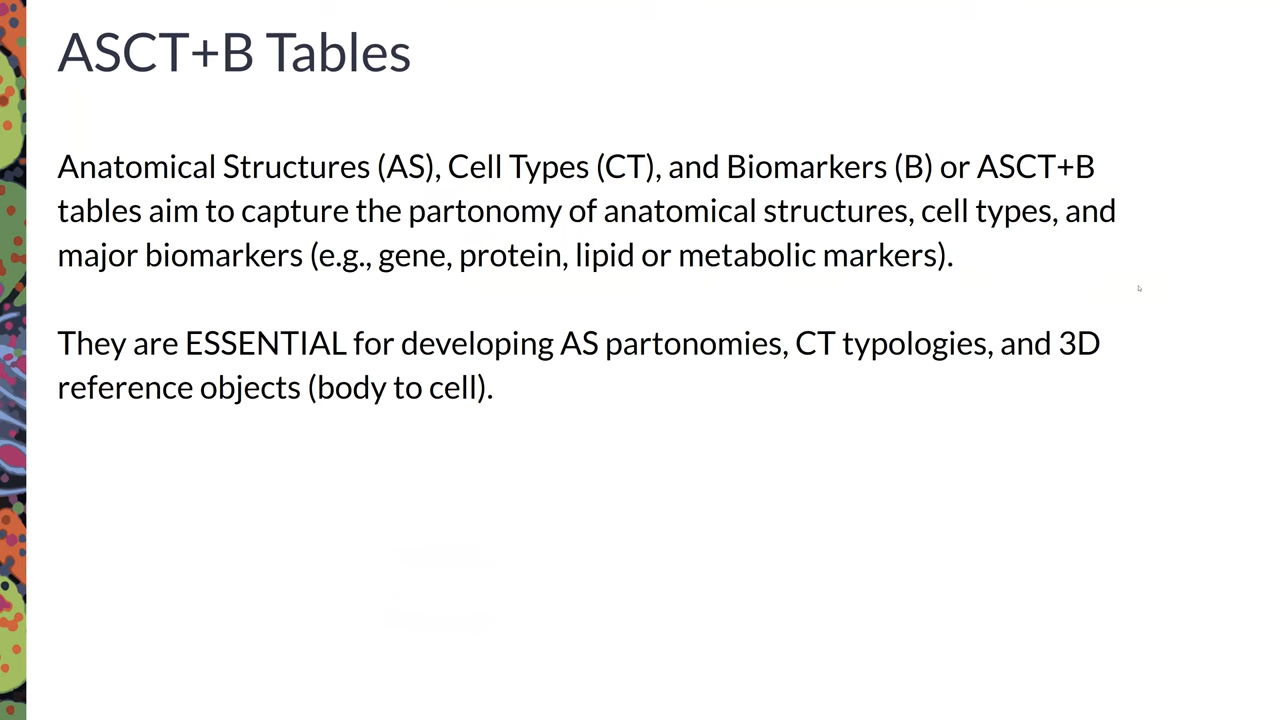 ASCT+B Tables
Anatomical Structures (AS), Cell Types (CT), and Biomarkers (B) or ASCT+B
tables aim to capture the partonomy of anatomical structures, cell types, and
major biomarkers (e.g., gene, protein, lipid or metabolic markers).
They are ESSENTIAL for developing AS partonomies, CT typologies, and 3D
reference objects (body to cell).